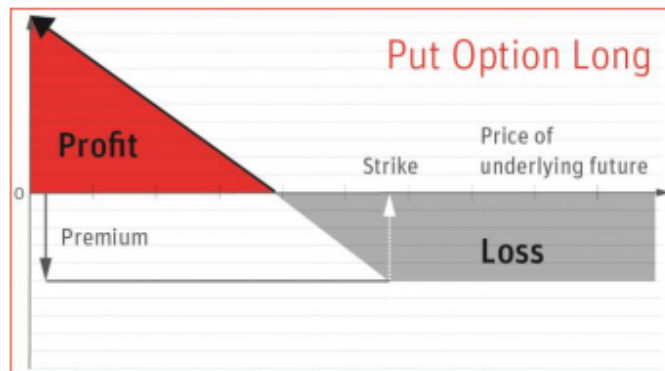 Put Option Long
Profit
Price of
Strike
underlying future
0
Premium
Loss